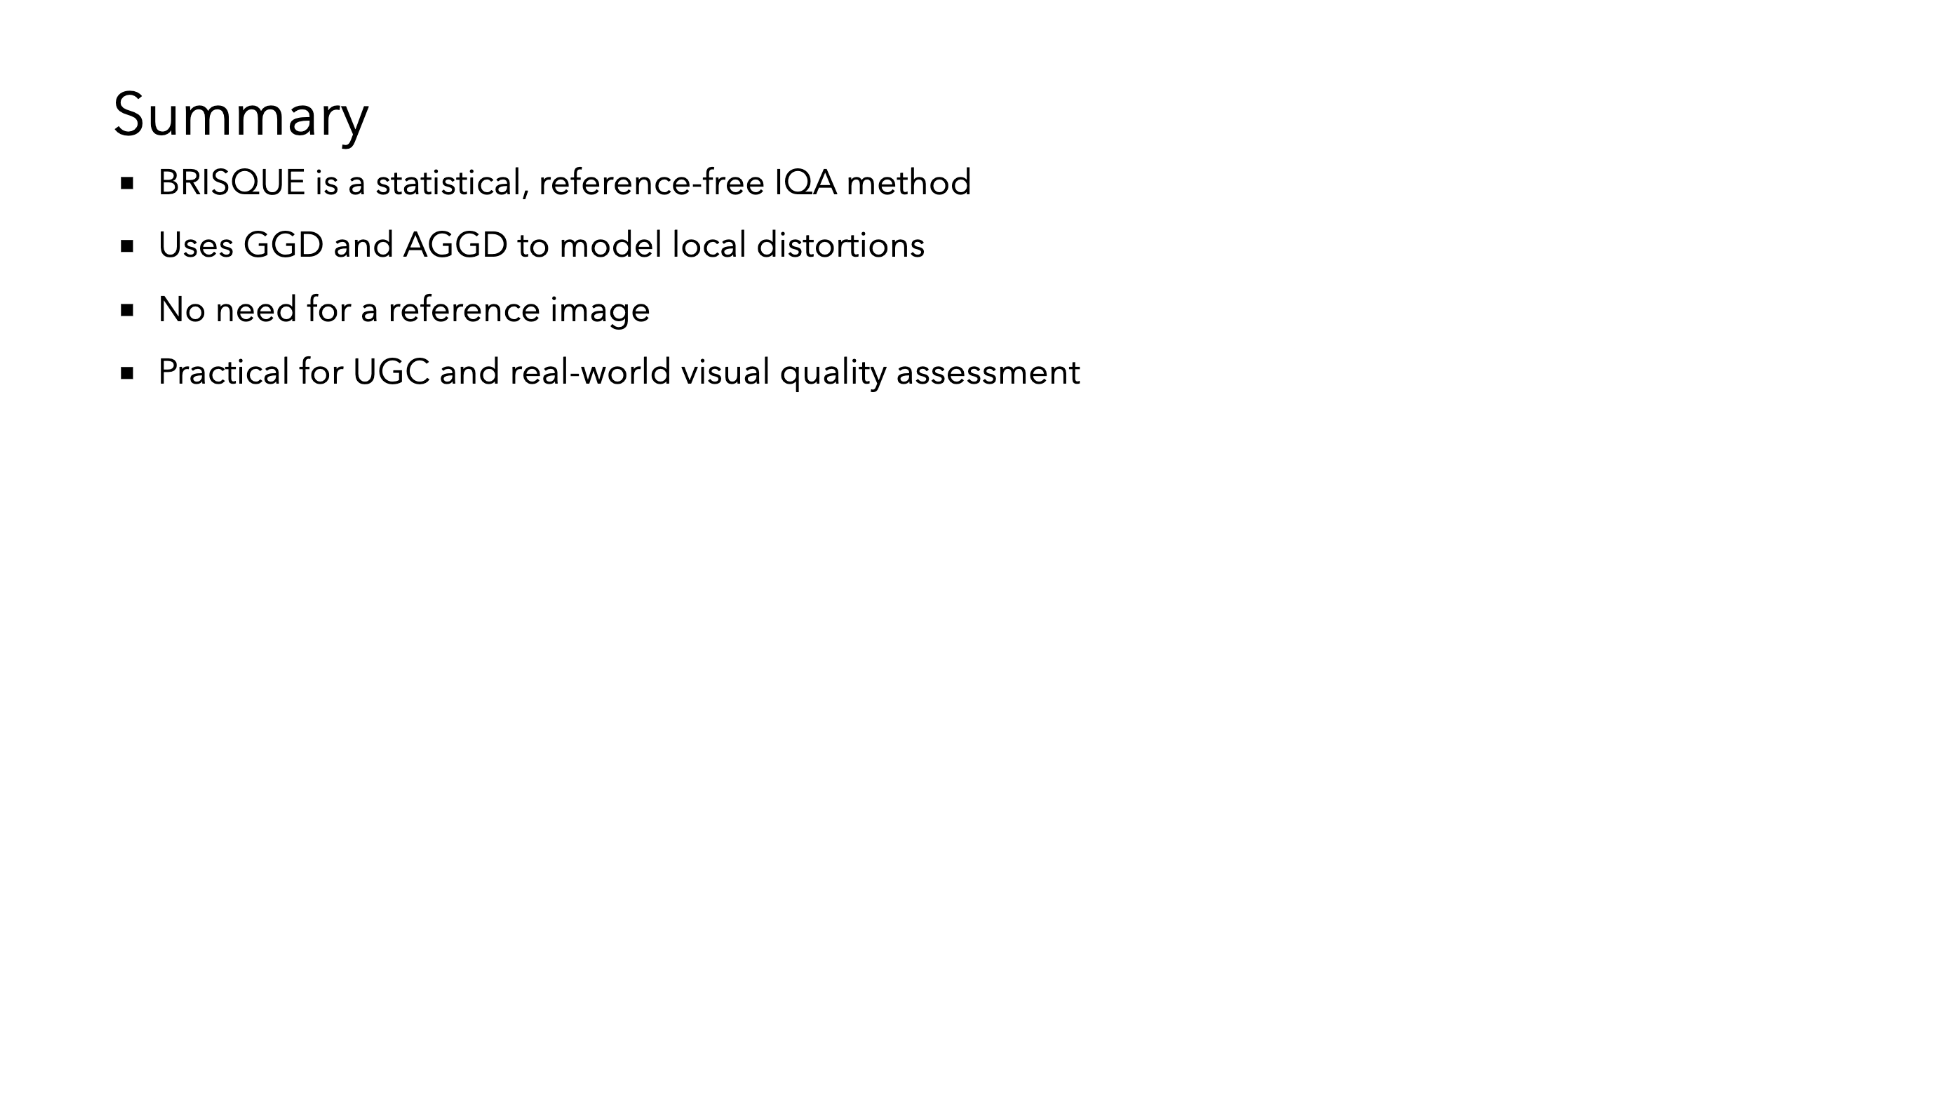 Summary
▪ BRISQUE is a statistical, reference-free IQA method
▪ Uses GGD and AGGD to model local distortions
▪ No need for a reference image
▪ Practical for UGC and real-world visual quality assessment